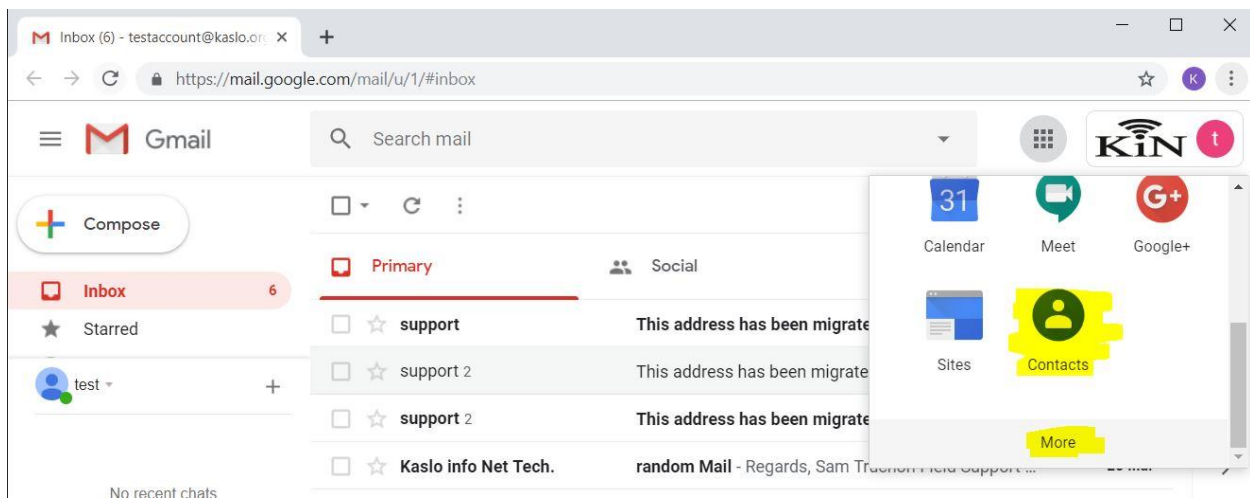 Inbox (6) - testaccount@kaslo.or
https://mail.google.com/mail/u/1/#inbox
K
Gmail
Search mail
KiN
t
Compose
31
G+
Calendar
Meet
Google+
Primary
Social
Inbox
6
support
This address has been migrate
Starred
Sites
Contacts
support 2
This address has been migrate
test
support 2
This address has been migrate
More
Kaslo info Net Tech.
random Mail - Regards, Sam
No recent chats